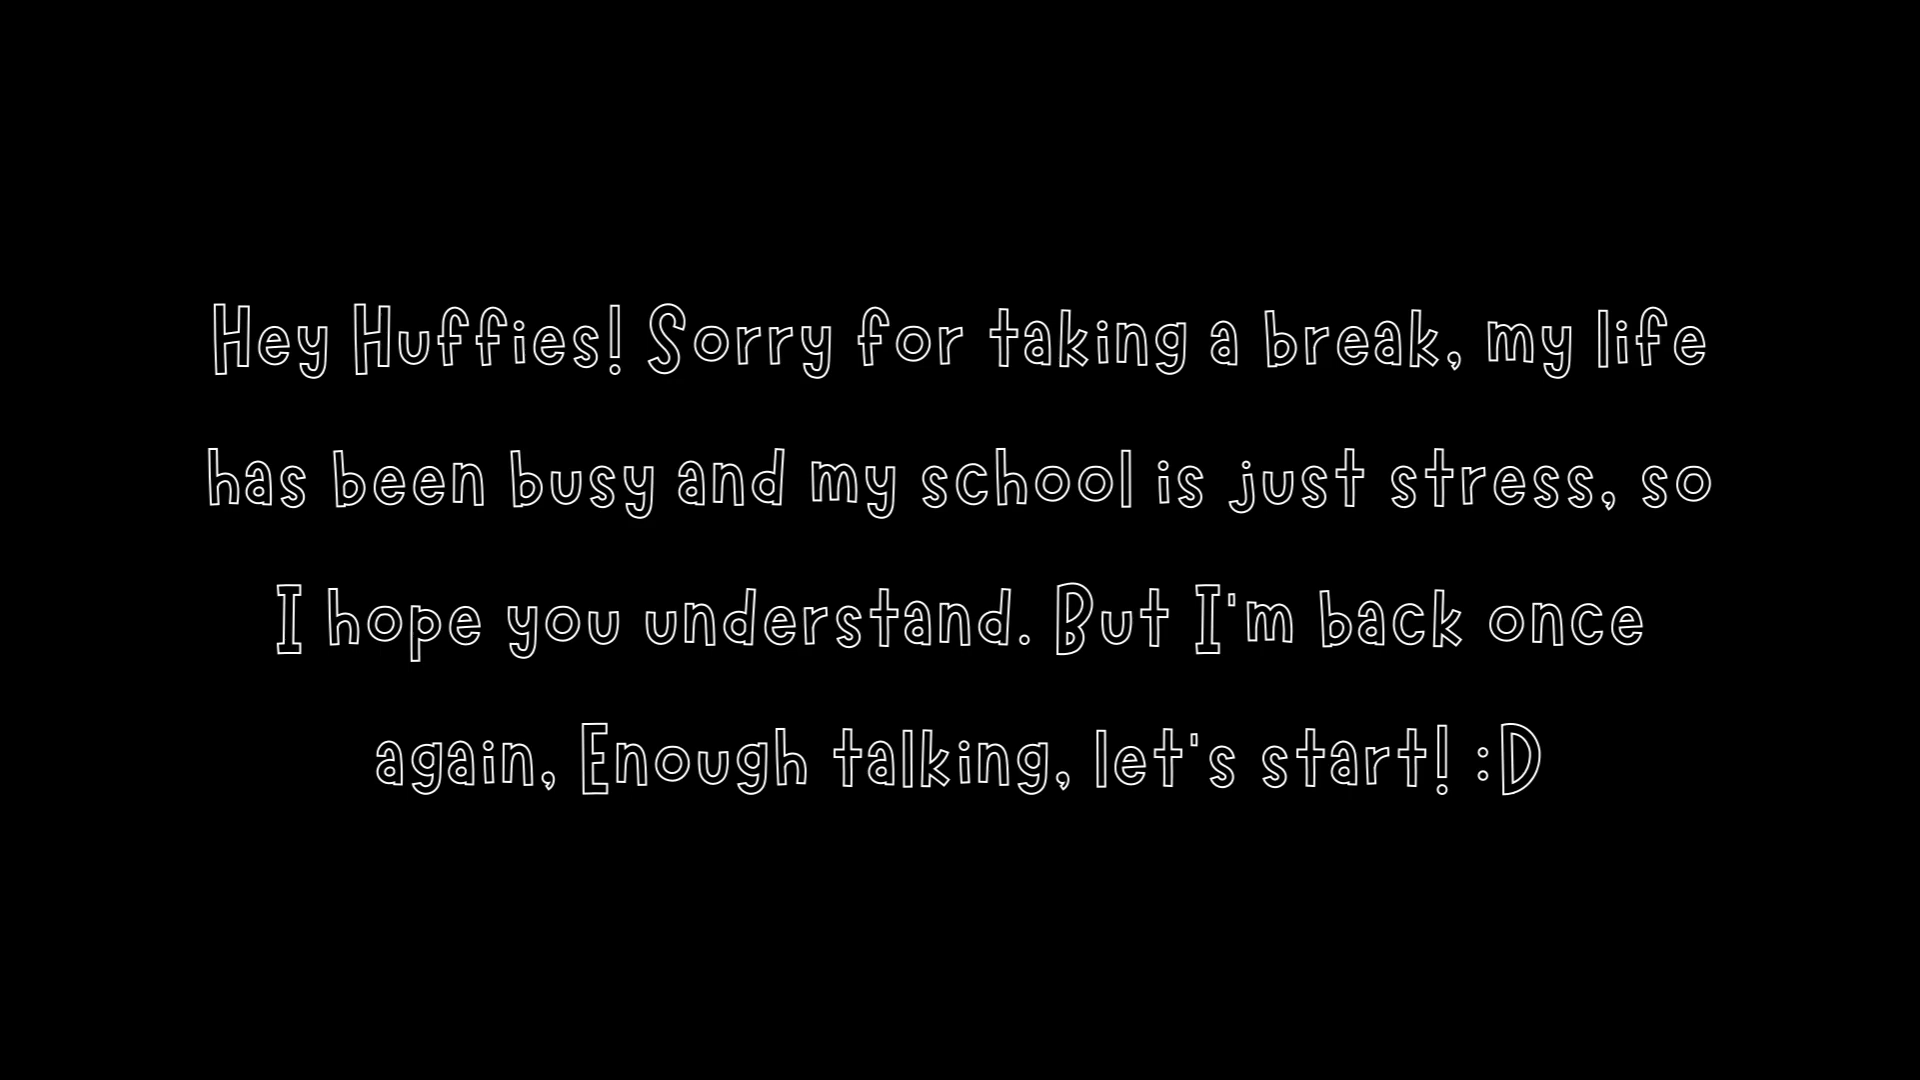 Hey Huffies! Sorry for taking a break, my life
has been busy and my school is just stress, so
I hope you understand. But I'm back once
again, Enough talking, let's start! :D